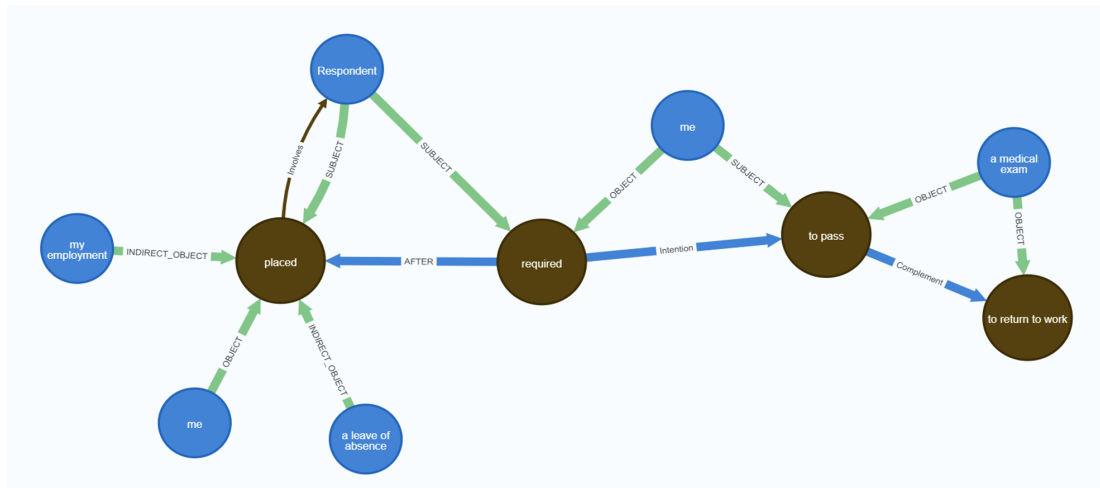 Respondent
me
a medical
exam
Involves
SUBJECT
SUBJECT
OBJECT
SUBJECT
OBJECT
OBJECT
my
employment
INDIRECT_OBJECT
placed
AFTER
required
Intention
to pass
Complement
to return to work
OBJECT
INDIRECT_OBJECT
me
a leave of
absence